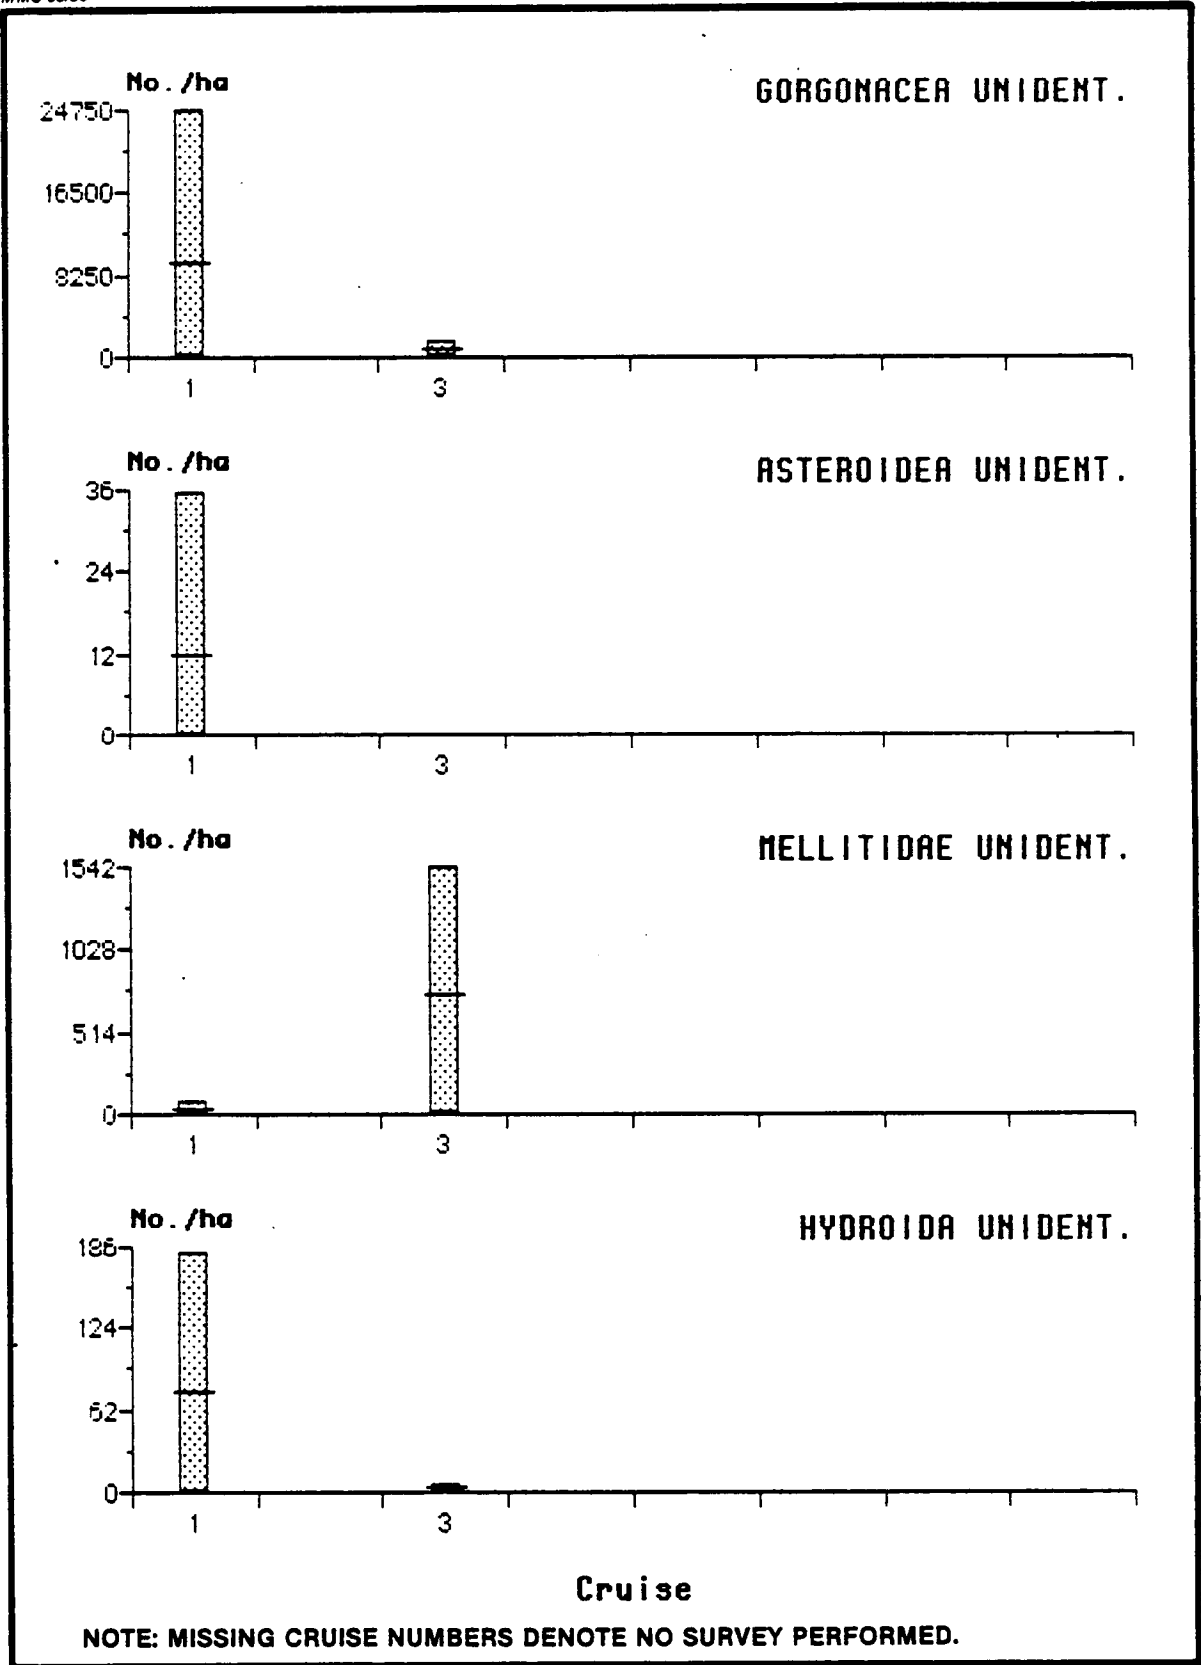 No./ha
GORGONACEA UNIDENT.
24750
16500
8250
0
1 3
No./ha
ASTEROIDEA UNIDENT.
36
24
12
0
1 3
No./ha
MELLITIDAE UNIDENT.
1542
1028
514
0
1 3
No./ha
HYDROIDA UNIDENT.
186
124
62
0
1 3
Cruise
NOTE: MISSING CRUISE NUMBERS DENOTE NO SURVEY PERFORMED.